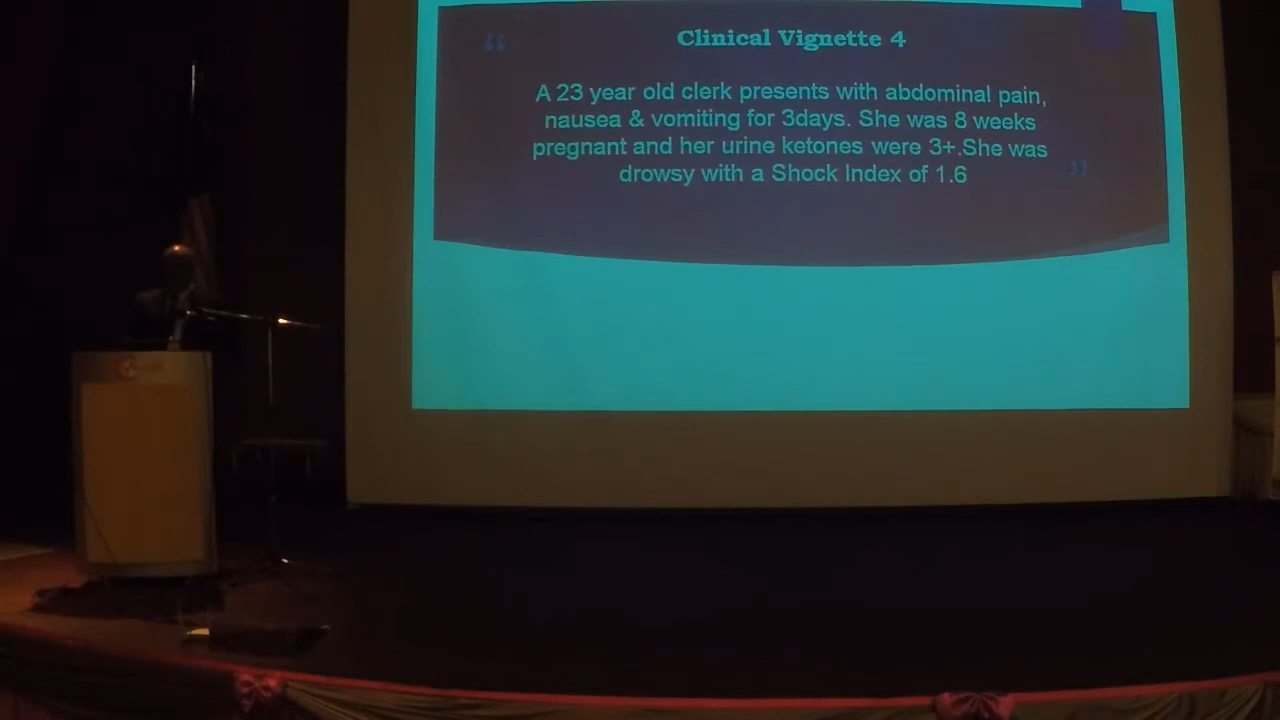 Clinical Vignette 4
“
A 23 year old clerk presents with abdominal pain,
nausea & vomiting for 3days. She was 8 weeks
pregnant and her urine ketones were 3+.She was
drowsy with a Shock Index of 1.6
”